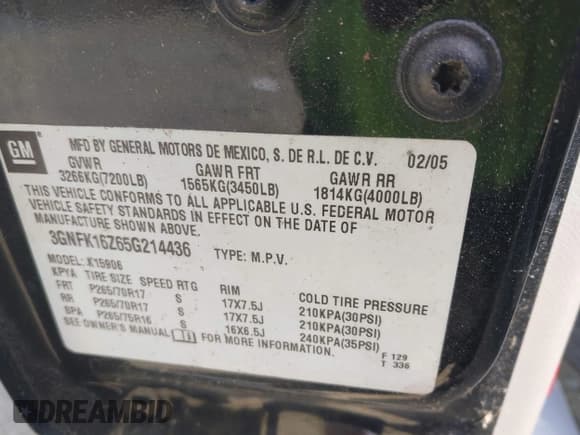 GM
MFD BY GENERAL MOTORS DE MEXICO, S. DE R.L. DE C.V. 02/05
GVWR GAWR FRT GAWR RR
3266KG(7200LB) 1565KG(3450LB) 1814KG(4000LB)
THIS VEHICLE CONFORMS TO ALL APPLICABLE U.S. FEDERAL MOTOR
VEHICLE SAFETY STANDARDS IN EFFECT ON THE DATE OF
MANUFACTURE SHOWN ABOVE.
3GNFK16Z65G214436 TYPE: M.P.V.
MODEL: K15906
KPYA TIRE SIZE SPEED RTG RIM COLD TIRE PRESSURE
FRT P265/70R17 S 17X7.5J 210KPA(30PSI)
RR P265/70R17 S 17X7.5J 210KPA(30PSI)
SPA P265/75R16 S 16X6.5J 240KPA(35PSI)
SEE OWNER'S MANUAL FOR MORE INFORMATION.
F 129
T 336
DREAMBID